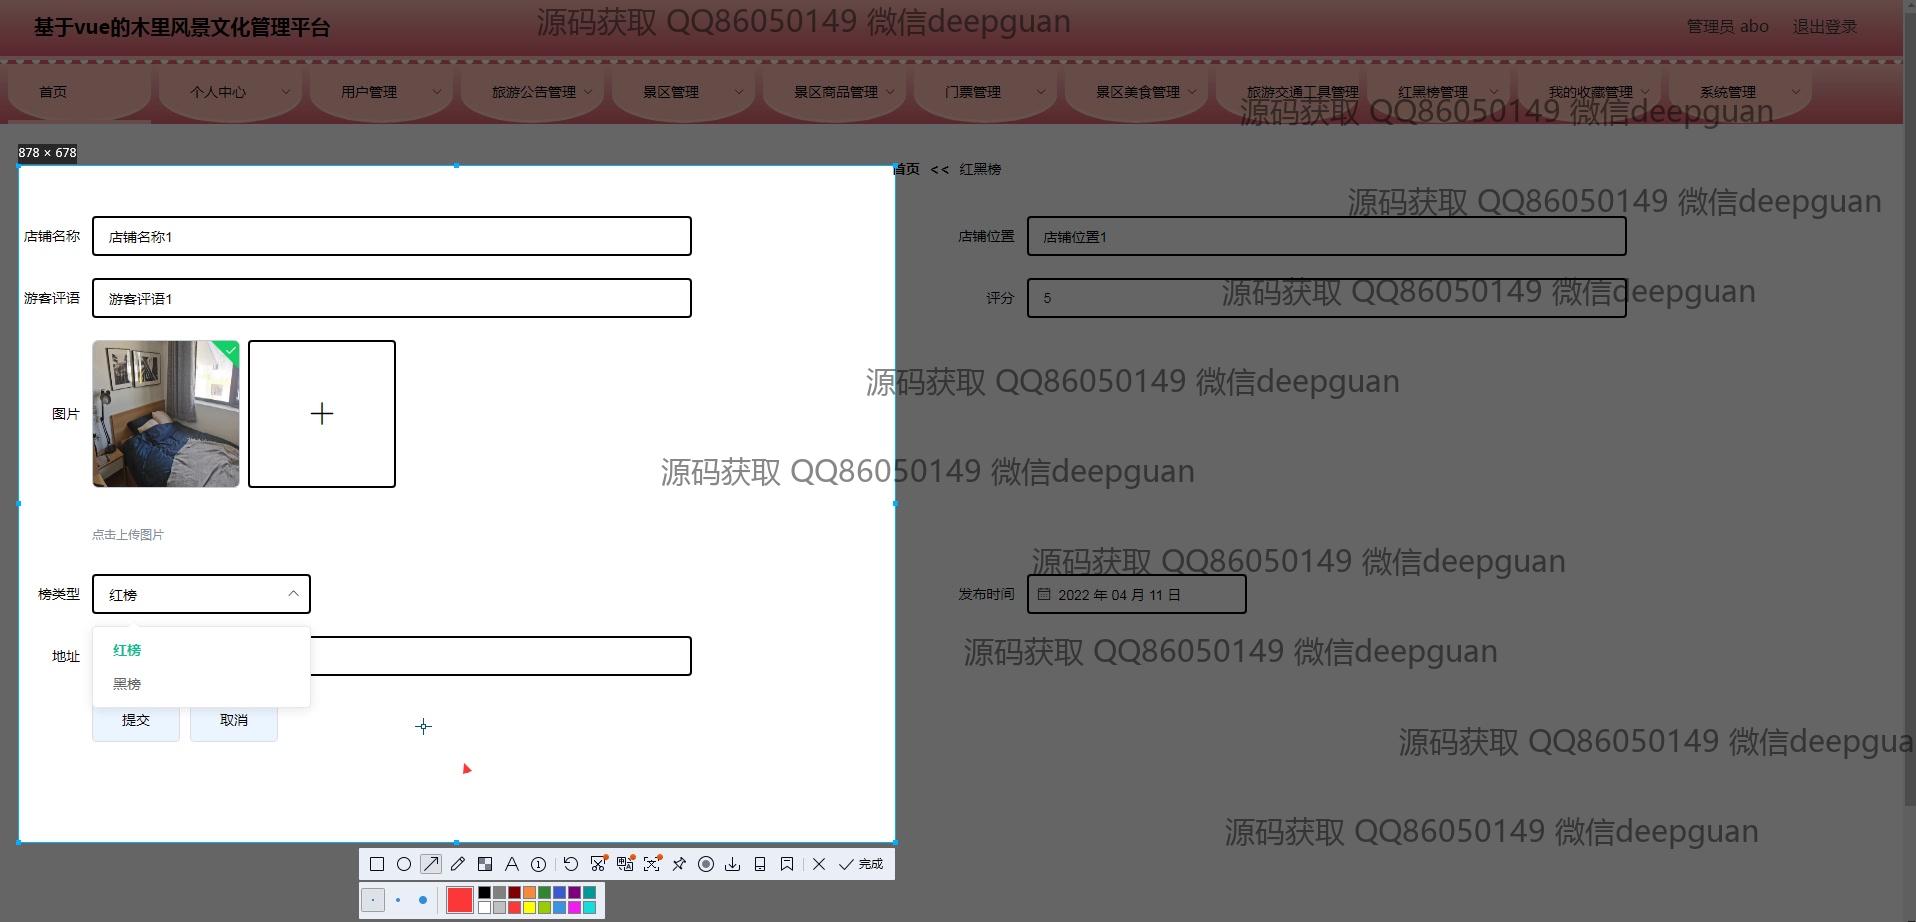 基于vue的木里风景文化管理平台
源码获取 QQ86050149 微信deepguan
管理员 abo 退出登录
首页 个人中心 用户管理 旅游公告管理 景区管理 景区商品管理 门票管理 景区美食管理 旅游交通工具管理 红黑榜管理 我的收藏管理 系统管理
源码获取 QQ86050149 微信deepguan
878 × 678
首页 << 红黑榜
源码获取 QQ86050149 微信deepguan
店铺名称 店铺名称1 店铺位置 店铺位置1
游客评语 游客评语1 评分 5
源码获取 QQ86050149 微信deepguan
源码获取 QQ86050149 微信deepguan
图片
源码获取 QQ86050149 微信deepguan
点击上传图片
源码获取 QQ86050149 微信deepguan
榜类型 红榜 发布时间 2022 年 04 月 11 日
红榜
地址
源码获取 QQ86050149 微信deepguan
黑榜
提交 取消
源码获取 QQ86050149 微信deepgua
源码获取 QQ86050149 微信deepguan
完成